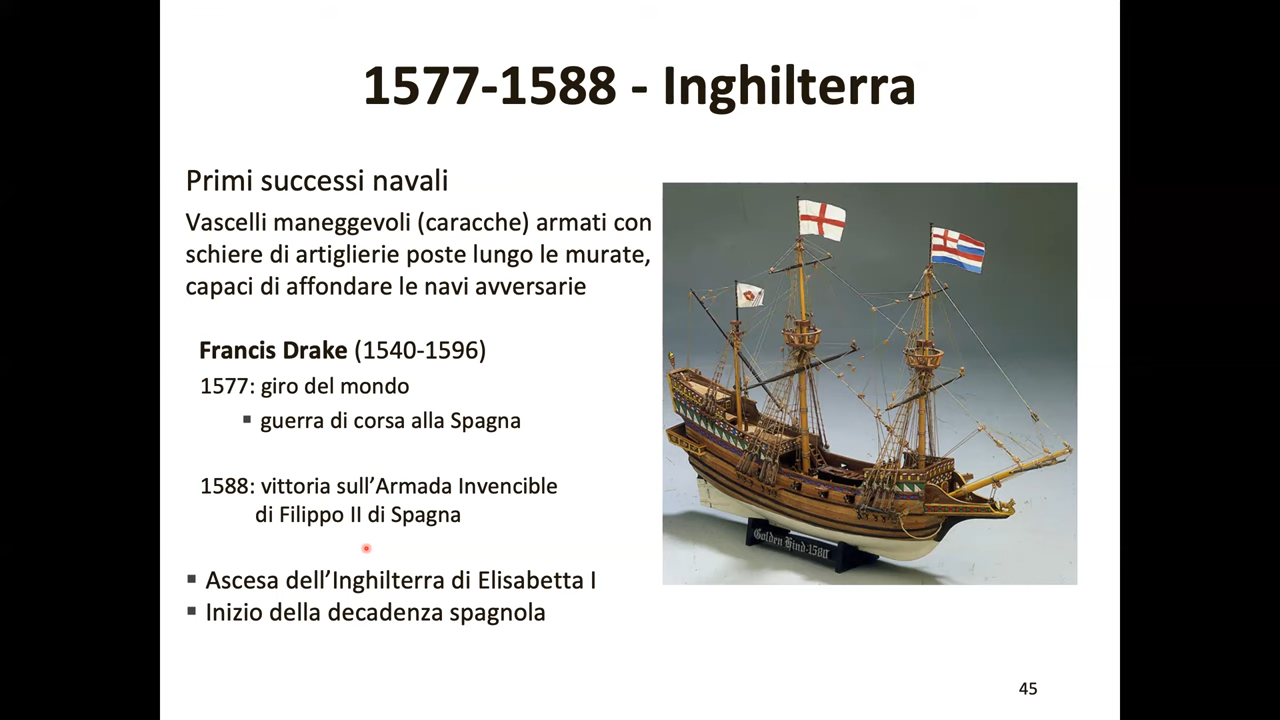 1577-1588 - Inghilterra
Primi successi navali
Vascelli maneggevoli (caracche) armati con
schiere di artiglierie poste lungo le murate,
capaci di affondare le navi avversarie
Francis Drake (1540-1596)
1577: giro del mondo
▪ guerra di corsa alla Spagna
1588: vittoria sull’Armada Invencible
di Filippo II di Spagna
▪ Ascesa dell’Inghilterra di Elisabetta I
▪ Inizio della decadenza spagnola
Golden Hind-1580
45